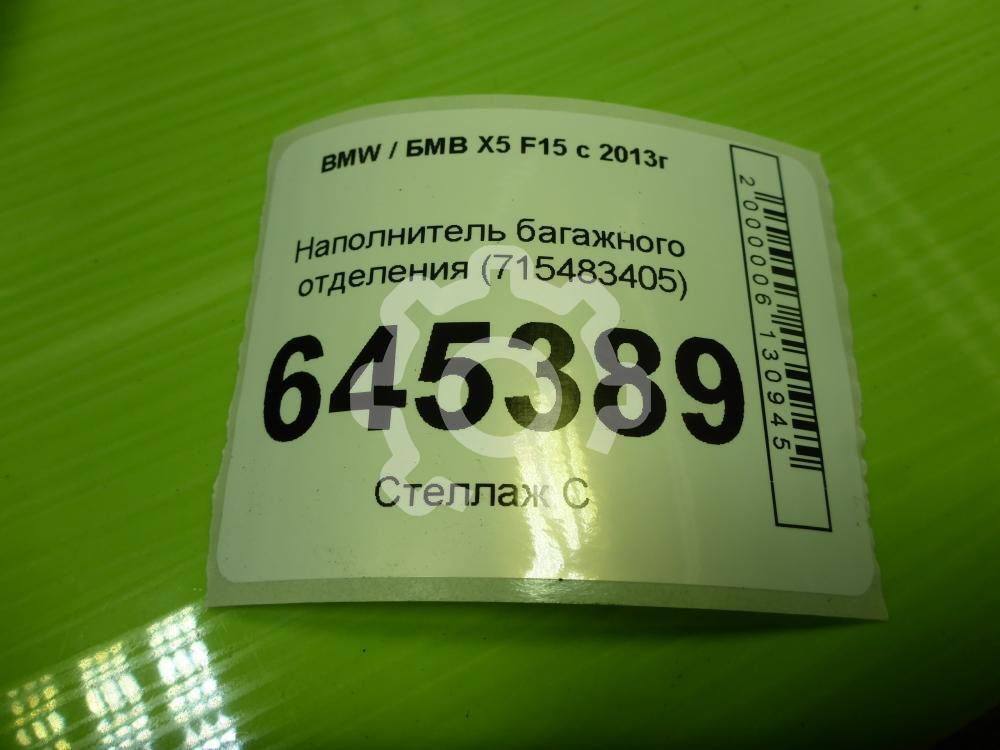 BMW / БМВ X5 F15 с 2013г
Наполнитель багажного
отделения (715483405)
645389
Стеллаж С
2000006130945